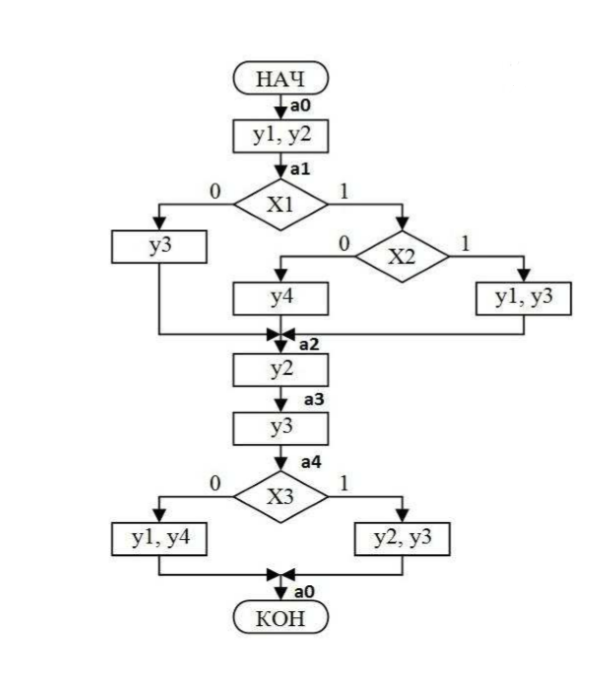 НАЧ
a0
y1, y2
a1
0
X1
1
y3
0
X2
1
y4
y1, y3
a2
y2
a3
y3
a4
0
X3
1
y1, y4
y2, y3
a0
КОН